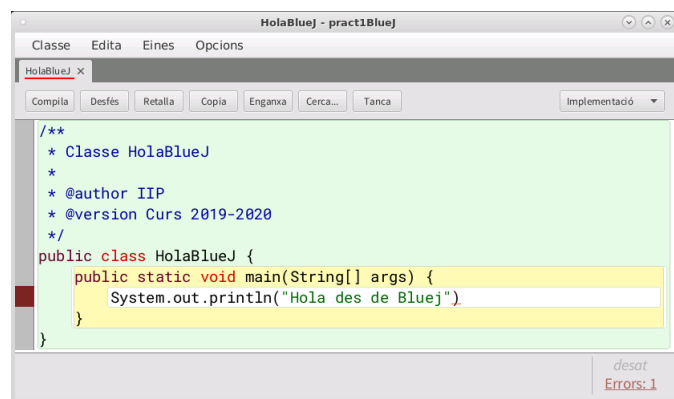 HolaBlueJ - pract1BlueJ
Classe Edita Eines Opcions
HolaBlueJ ×
Compila Desfés Retalla Copia Enganxa Cerca... Tanca Implementació
/**
 * Classe HolaBlueJ
 *
 * @author IIP
 * @version Curs 2019-2020
 */
public class HolaBlueJ {
    public static void main(String[] args) {
        System.out.println("Hola des de Bluej")
    }
}
desat
Errors: 1